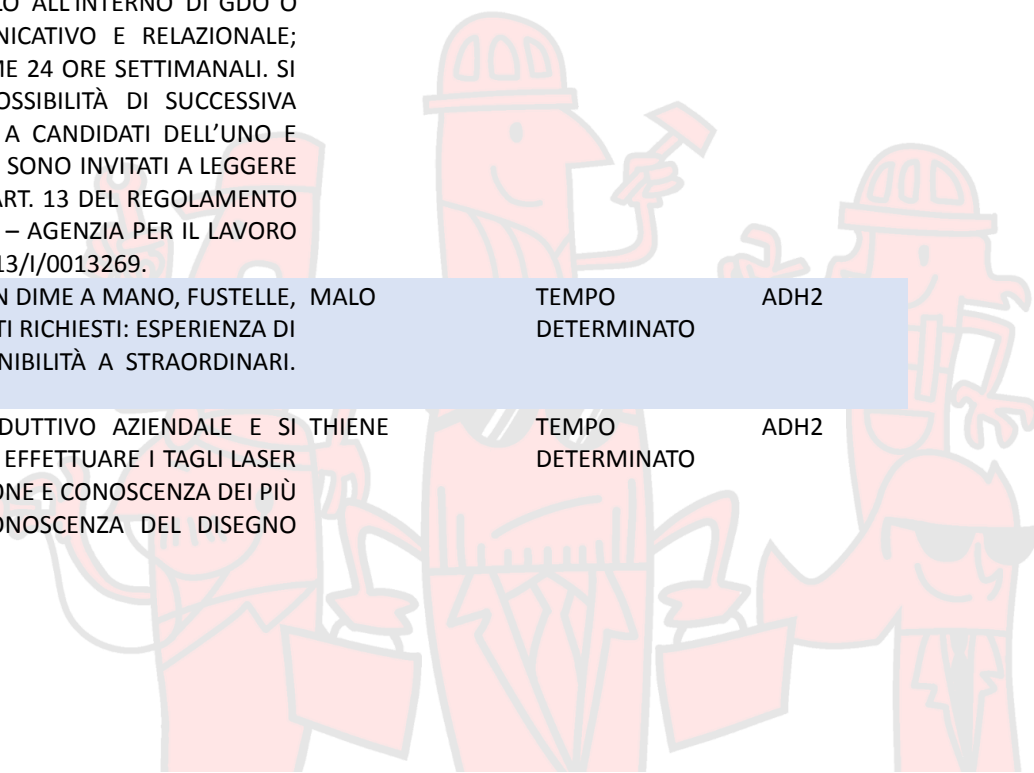 ALL'INTERNO DI GDO O
NICATIVO E RELAZIONALE;
ME 24 ORE SETTIMANALI. SI
OSSIBILITÀ DI SUCCESSIVA
A CANDIDATI DELL'UNO E
SONO INVITATI A LEGGERE
ART. 13 DEL REGOLAMENTO
– AGENZIA PER IL LAVORO
13/I/0013269.
N DIME A MANO, FUSTELLE, MALO TEMPO ADH2
TI RICHIESTI: ESPERIENZA DI DETERMINATO
NIBILITÀ A STRAORDINARI.
DUTTIVO AZIENDALE E SI THIENE TEMPO ADH2
EFFETTUARE I TAGLI LASER DETERMINATO
ONE E CONOSCENZA DEI PIÙ
ONOSCENZA DEL DISEGNO